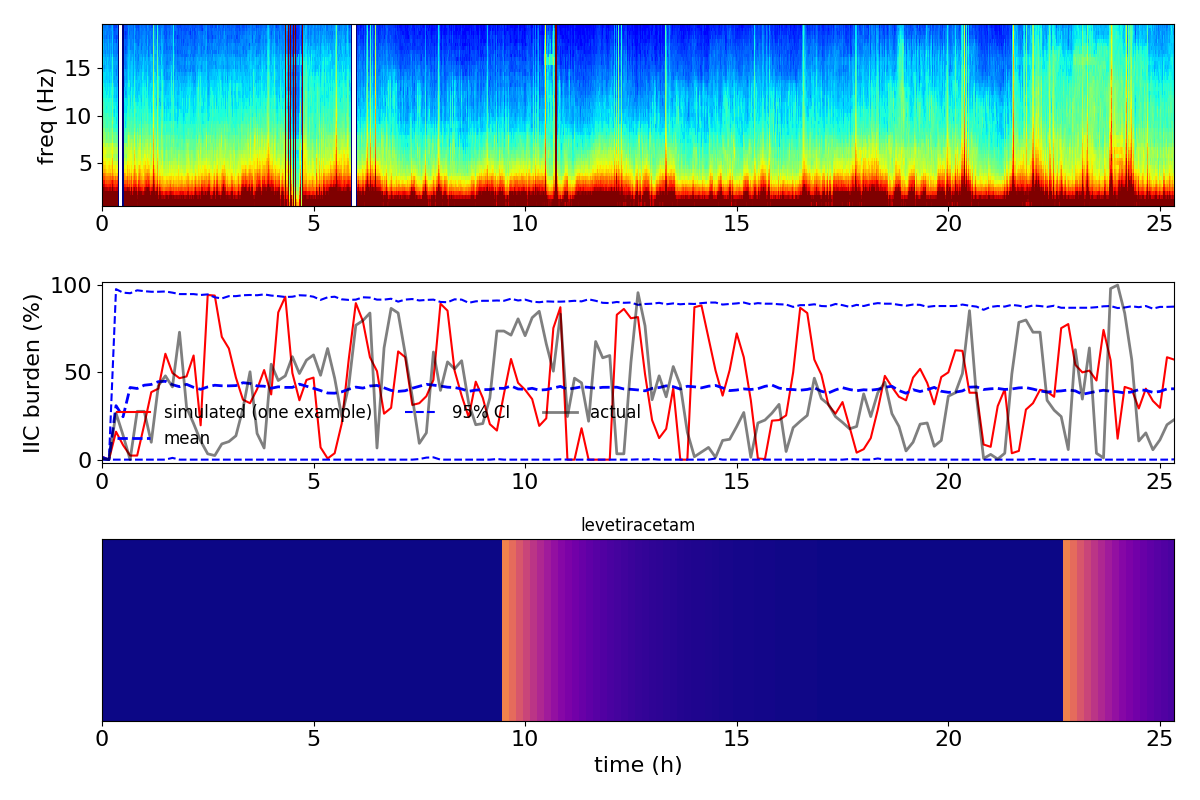 freq (Hz)
15
10
5
0 5 10 15 20 25
IIC burden (%)
100
50
0
simulated (one example) 95% CI actual
mean
0 5 10 15 20 25
levetiracetam
0 5 10 15 20 25
time (h)